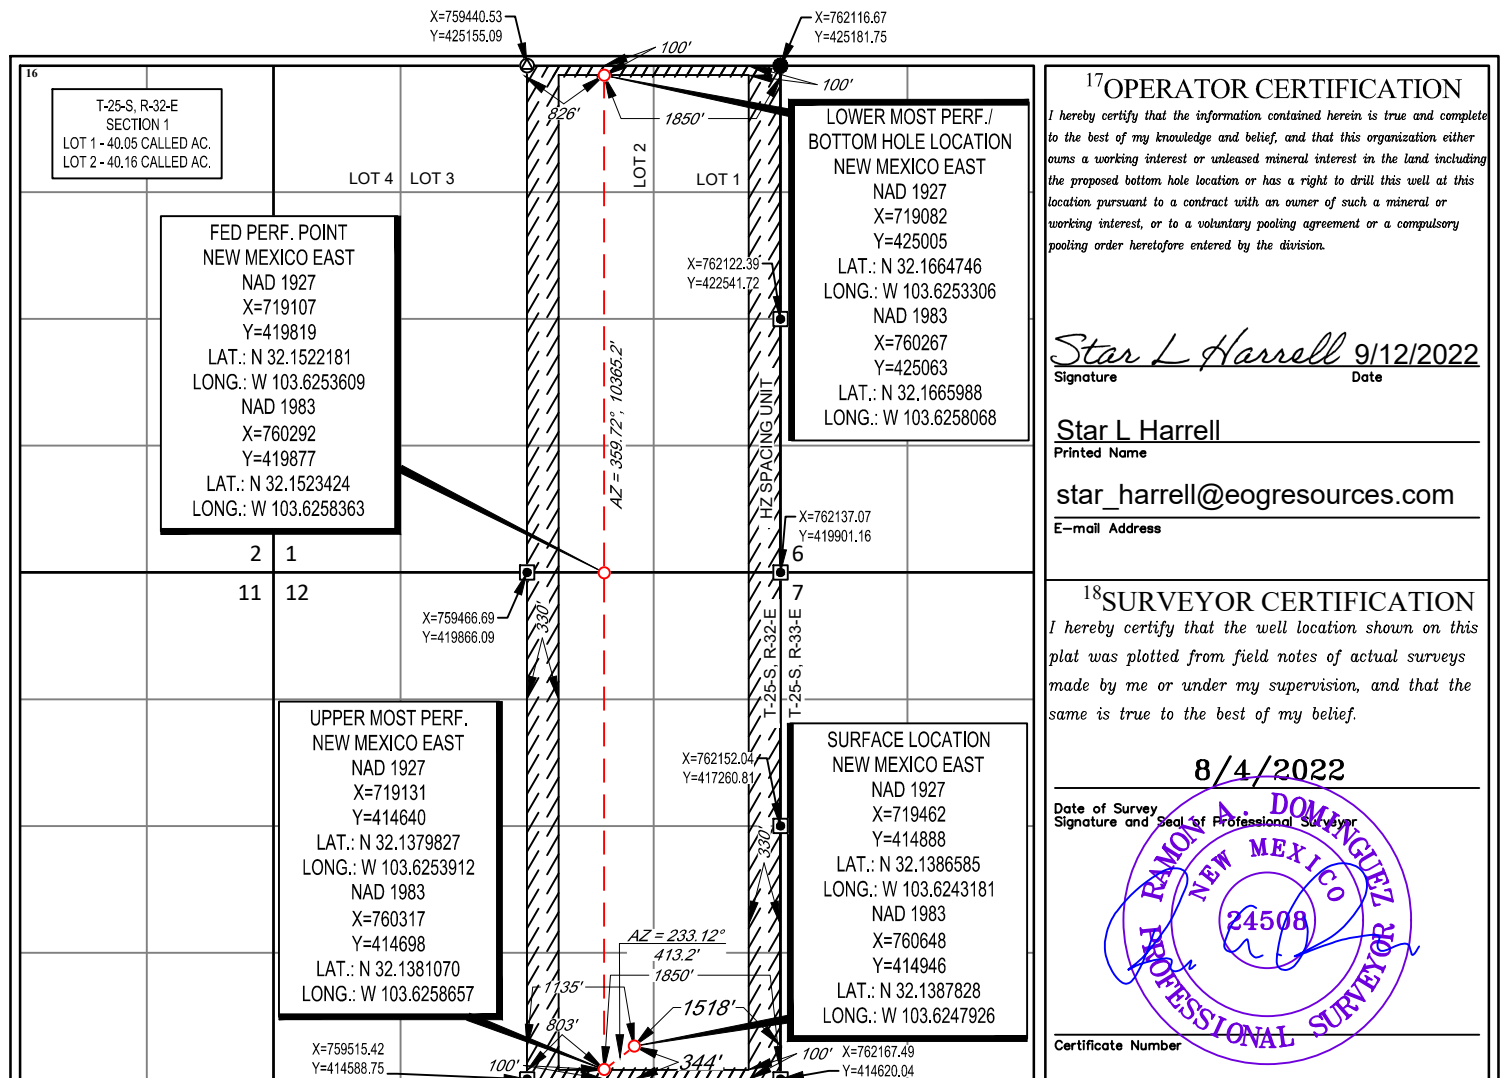 X=759440.53
Y=425155.09
X=762116.67
Y=425181.75
16
T-25-S, R-32-E
SECTION 1
LOT 1 - 40.05 CALLED AC.
LOT 2 - 40.16 CALLED AC.
100'
100'
826'
1850'
LOT 4
LOT 3
LOT 2
LOT 1
LOWER MOST PERF./
BOTTOM HOLE LOCATION
NEW MEXICO EAST
NAD 1927
X=719082
Y=425005
LAT.: N 32.1664746
LONG.: W 103.6253306
NAD 1983
X=760267
Y=425063
LAT.: N 32.1665988
LONG.: W 103.6258068
FED PERF. POINT
NEW MEXICO EAST
NAD 1927
X=719107
Y=419819
LAT.: N 32.1522181
LONG.: W 103.6253609
NAD 1983
X=760292
Y=419877
LAT.: N 32.1523424
LONG.: W 103.6258363
X=762122.39
Y=422541.72
AZ = 359.72°, 10365.2'
HZ SPACING UNIT
X=762137.07
Y=419901.16
2
1
6
11
12
7
X=759466.69
Y=419866.09
330'
T-25-S, R-32-E
T-25-S, R-33-E
UPPER MOST PERF.
NEW MEXICO EAST
NAD 1927
X=719131
Y=414640
LAT.: N 32.1379827
LONG.: W 103.6253912
NAD 1983
X=760317
Y=414698
LAT.: N 32.1381070
LONG.: W 103.6258657
X=762152.04
Y=417260.81
330'
SURFACE LOCATION
NEW MEXICO EAST
NAD 1927
X=719462
Y=414888
LAT.: N 32.1386585
LONG.: W 103.6243181
NAD 1983
X=760648
Y=414946
LAT.: N 32.1387828
LONG.: W 103.6247926
AZ = 233.12°
413.2'
1850'
1135'
1518'
803'
344'
100'
100'
X=759515.42
Y=414588.75
X=762167.49
Y=414620.04
17OPERATOR CERTIFICATION
I hereby certify that the information contained herein is true and complete
to the best of my knowledge and belief, and that this organization either
owns a working interest or unleased mineral interest in the land including
the proposed bottom hole location or has a right to drill this well at this
location pursuant to a contract with an owner of such a mineral or
working interest, or to a voluntary pooling agreement or a compulsory
pooling order heretofore entered by the division.
Star L Harrell 9/12/2022
Signature Date
Star L Harrell
Printed Name
star_harrell@eogresources.com
E-mail Address
18SURVEYOR CERTIFICATION
I hereby certify that the well location shown on this
plat was plotted from field notes of actual surveys
made by me or under my supervision, and that the
same is true to the best of my belief.
8/4/2022
Date of Survey
Signature and Seal of Professional Surveyor
RAMON A. DOMINGUEZ
NEW MEXICO
24508
PROFESSIONAL SURVEYOR
Certificate Number